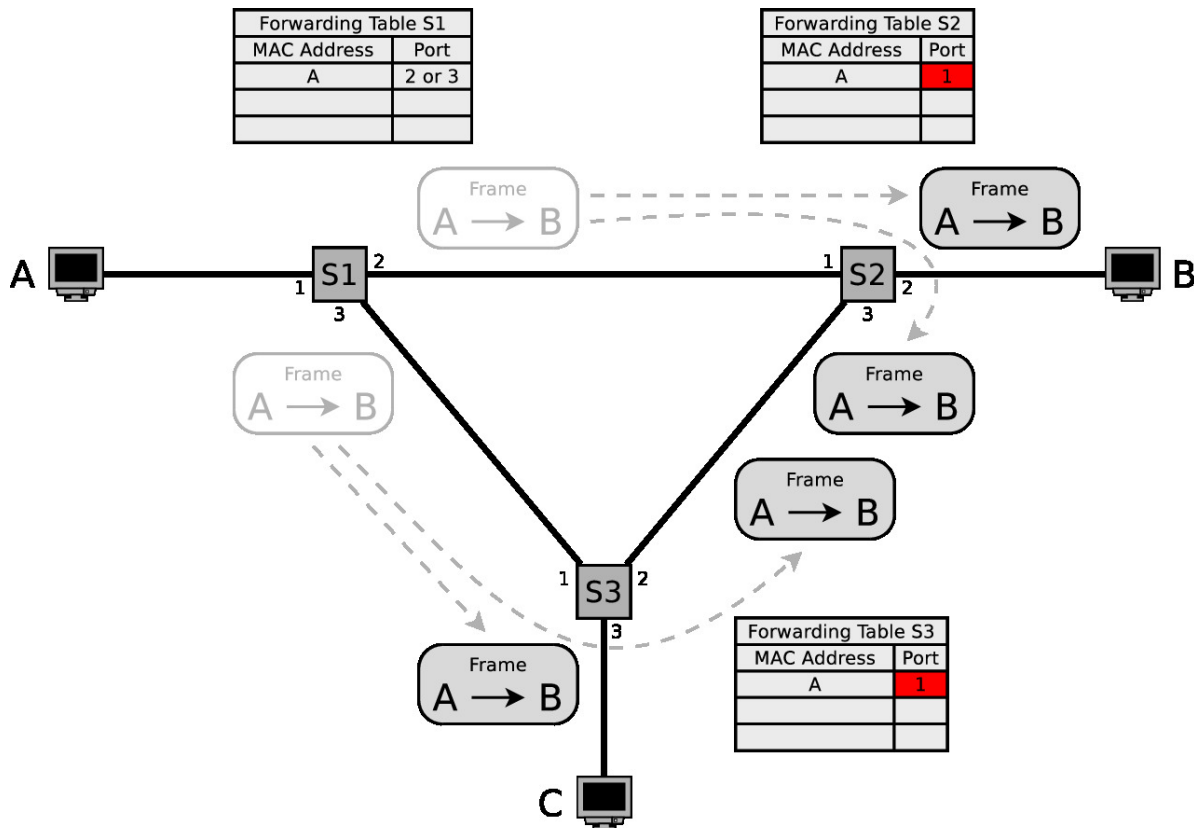 Forwarding Table S1
MAC Address Port
A 2 or 3
Forwarding Table S2
MAC Address Port
A 1
Frame
A → B
Frame
A → B
A
1
S1
2
3
1
S2
2
3
B
Frame
A → B
Frame
A → B
Frame
A → B
1
S3
2
3
Frame
A → B
Forwarding Table S3
MAC Address Port
A 1
C